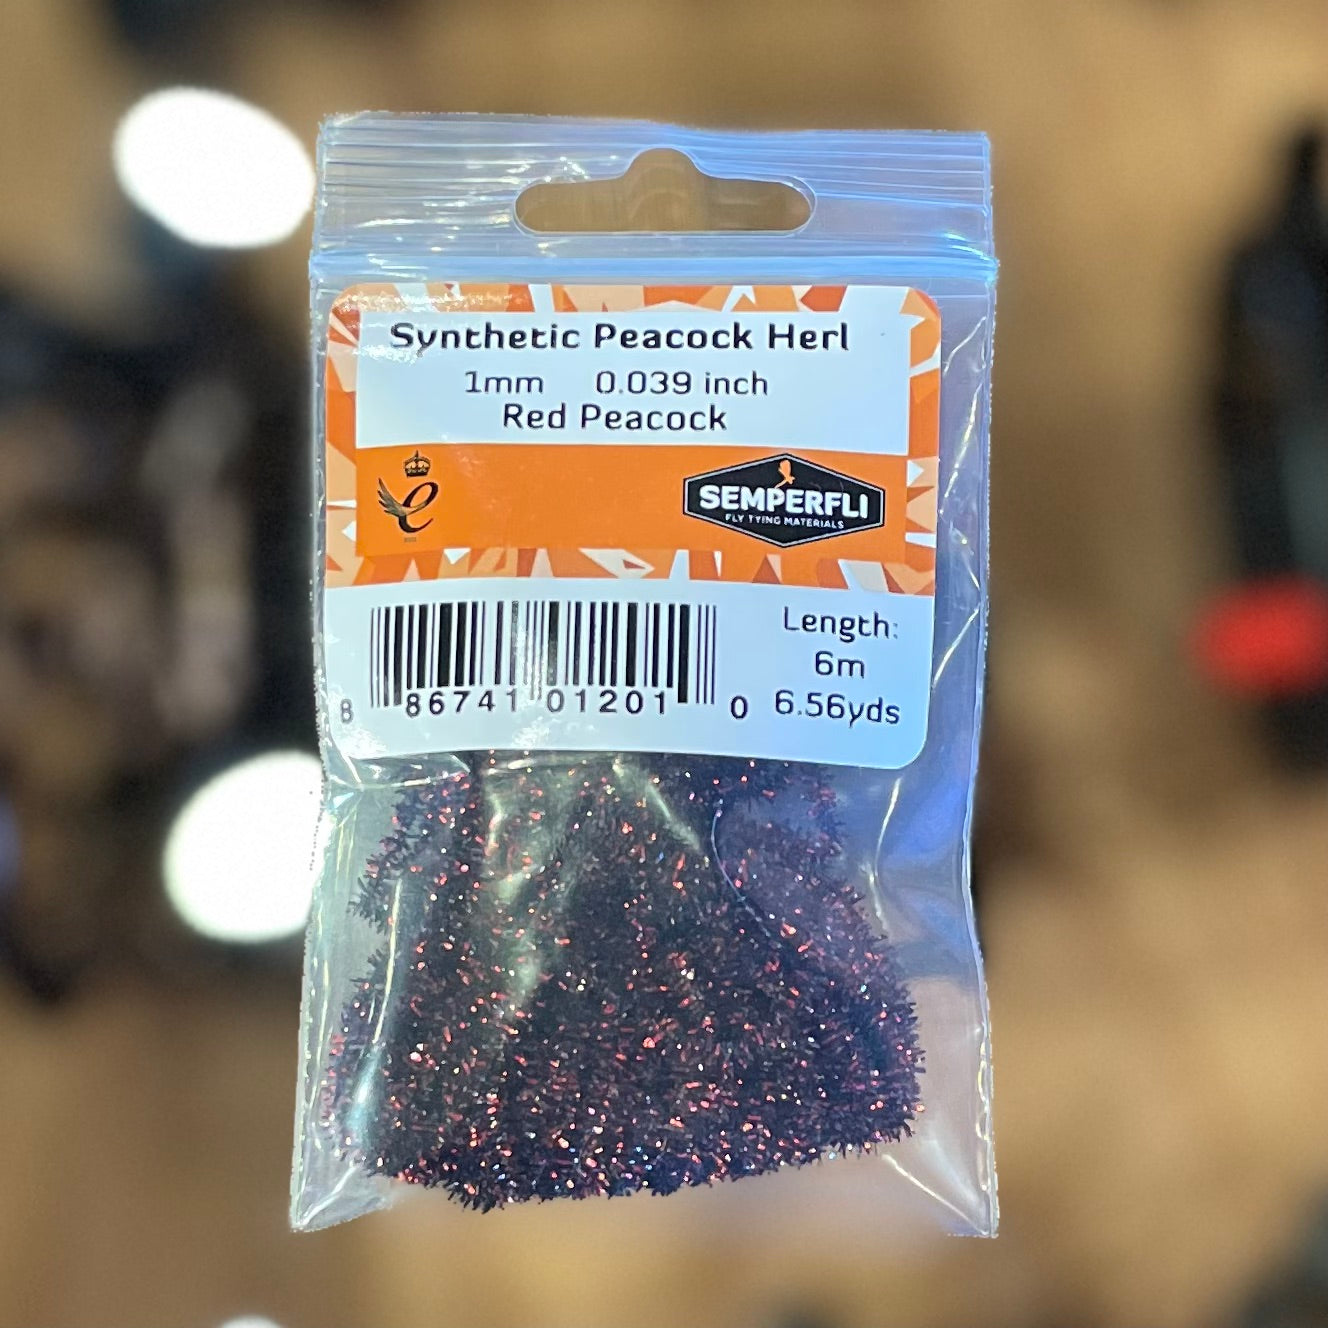 Synthetic Peacock Herl
1mm 0.039 inch
Red Peacock
e
SEMPERFLI
FLY TYING MATERIALS
Length:
6m
6.56yds
8 86741 01201 0